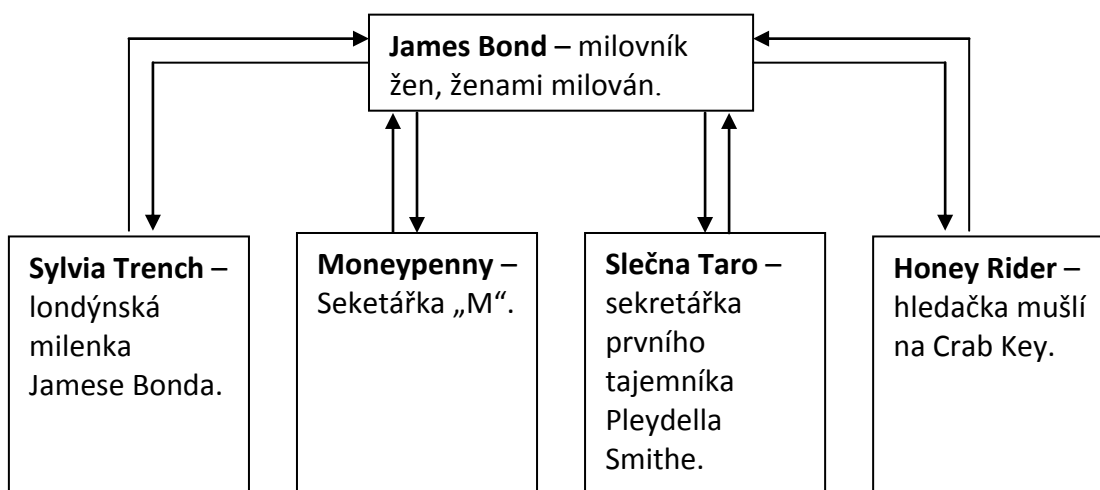 James Bond – milovník
žen, ženami milován.
Sylvia Trench –
londýnská
milenka
Jamese Bonda.
Moneypenny –
Seketářka „M“.
Slečna Taro –
sekretářka
prvního
tajemníka
Pleydella
Smithe.
Honey Rider –
hledačka mušlí
na Crab Key.